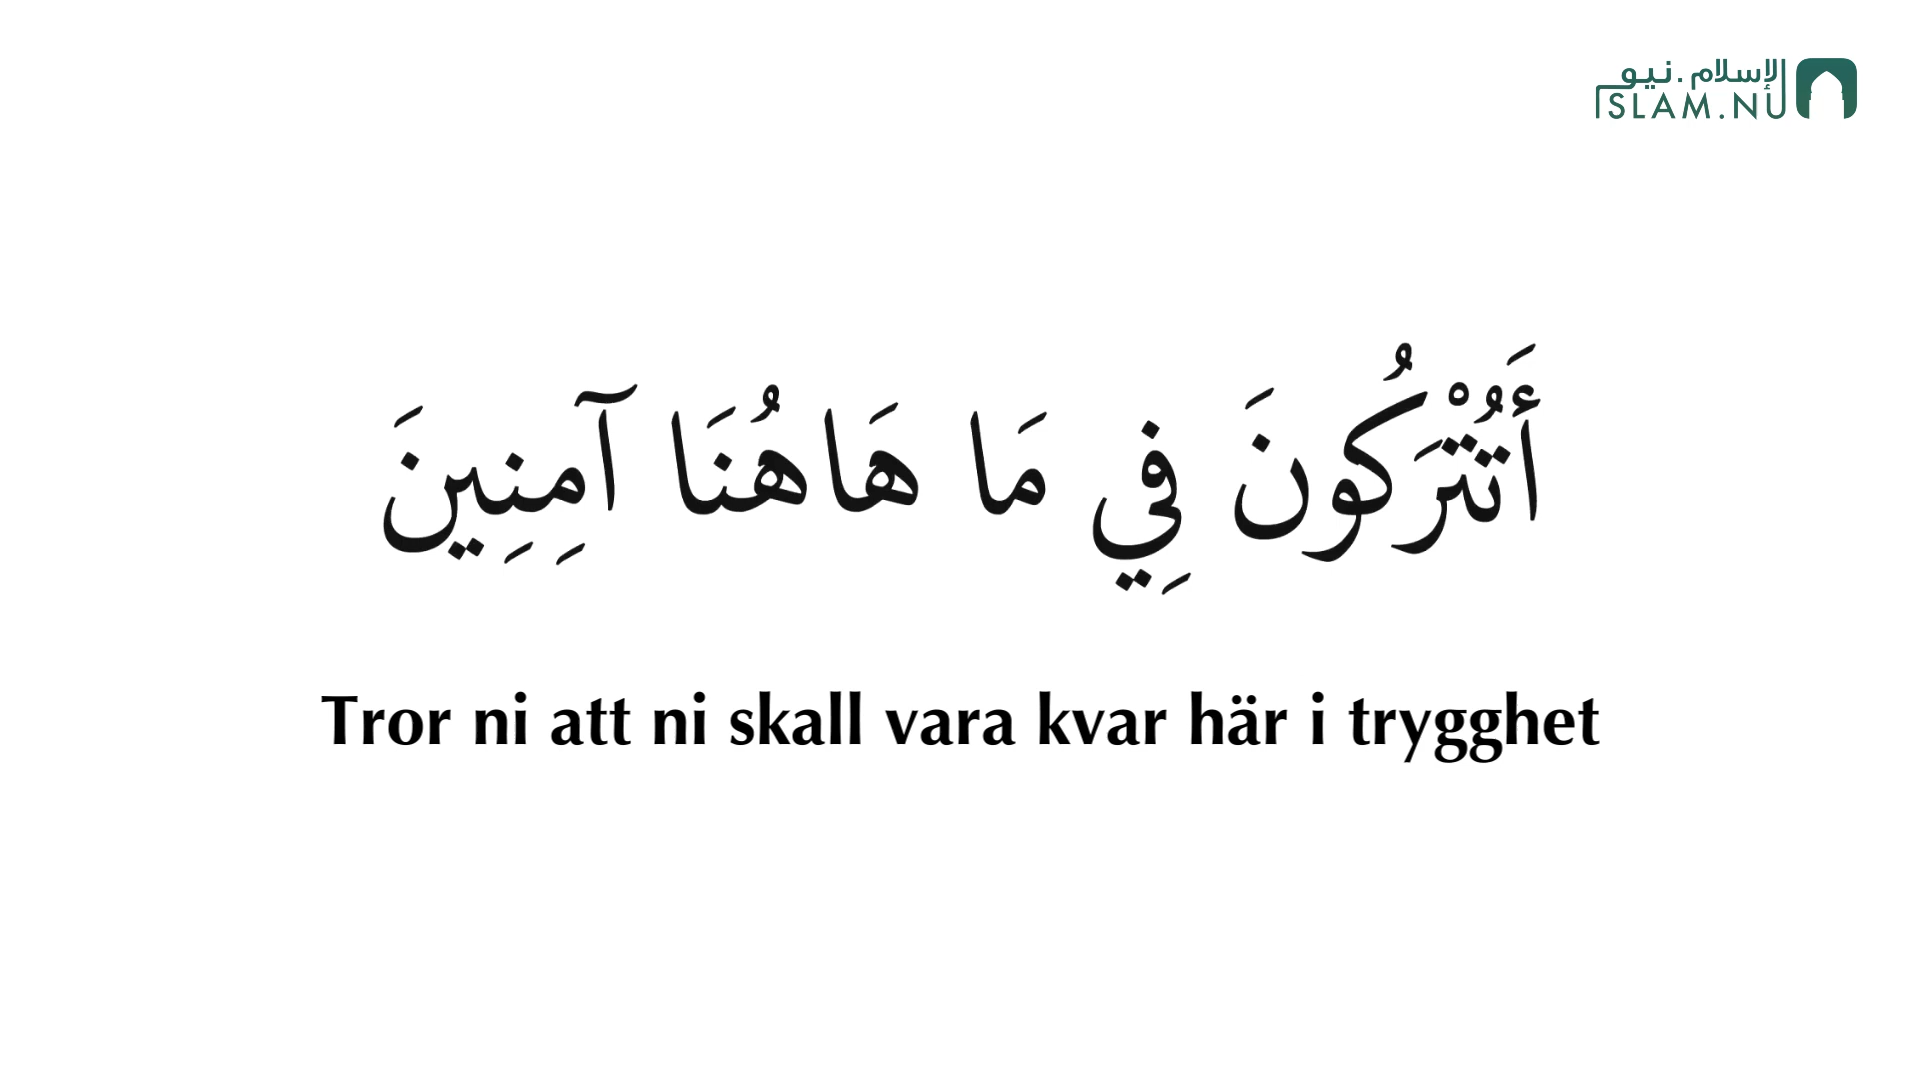 الإسلام.نيو
ISLAM.NU
أَتُتْرَكُونَ فِي مَا هَاهُنَا آمِنِينَ
Tror ni att ni skall vara kvar här i trygghet